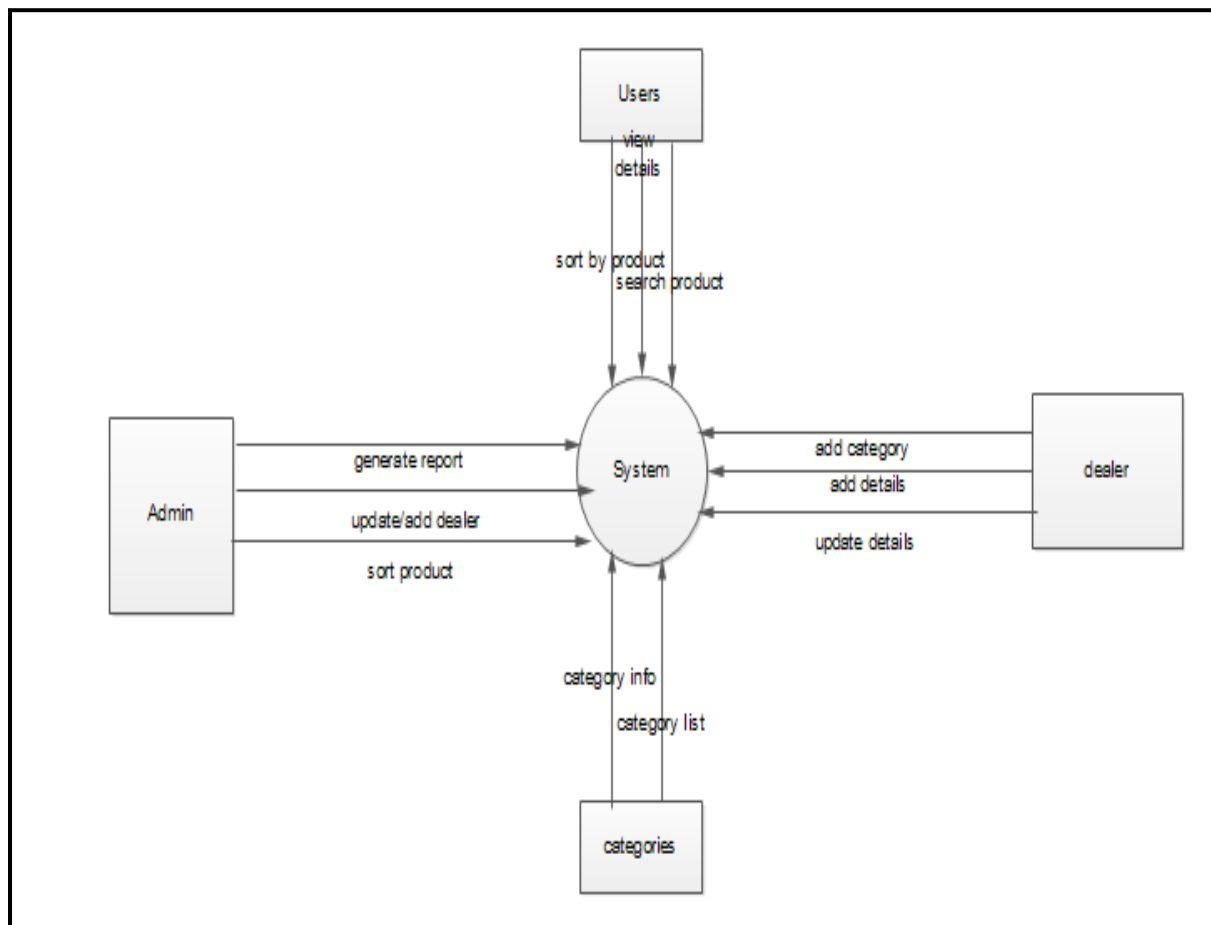 Users
view
details
sort by product
search product
Admin
generate report
update/add dealer
sort product
System
add category
add details
update details
dealer
category info
category list
categories